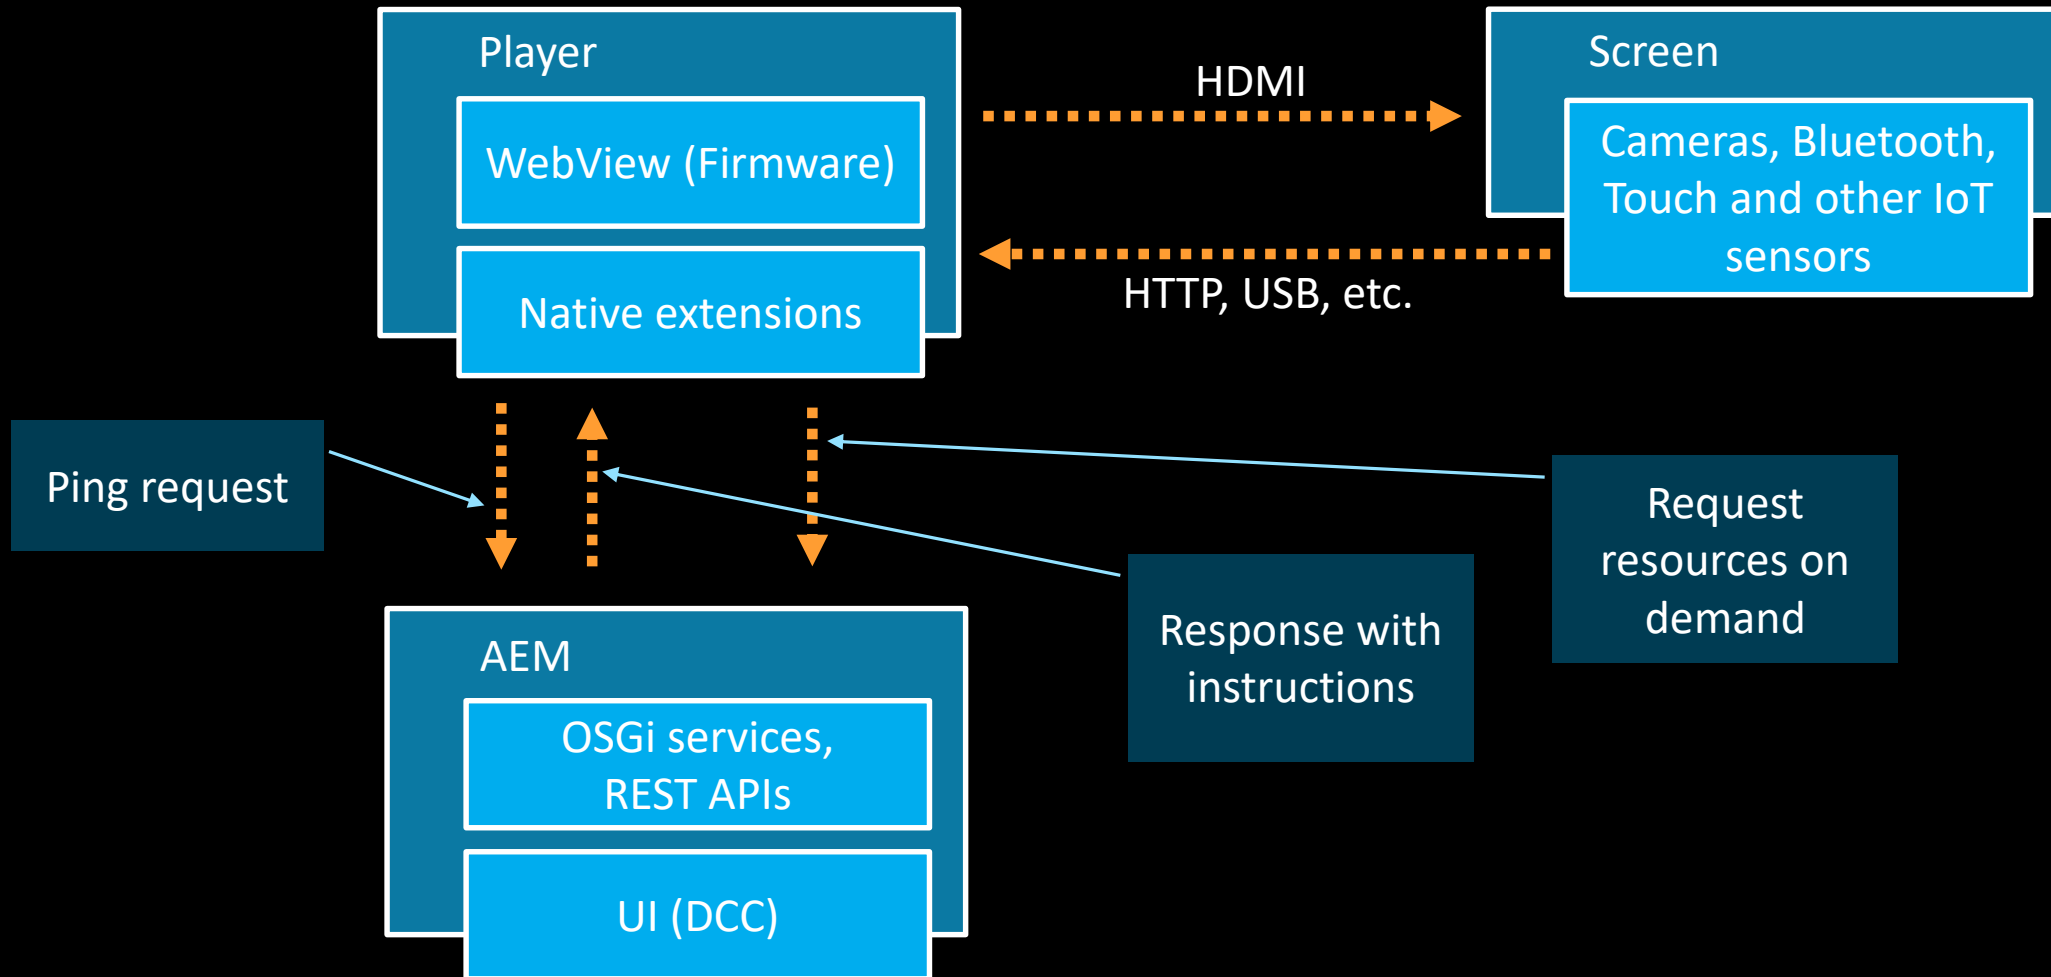 Player
WebView (Firmware)
Native extensions
HDMI
HTTP, USB, etc.
Screen
Cameras, Bluetooth,
Touch and other IoT
sensors
Ping request
Response with
instructions
Request
resources on
demand
AEM
OSGi services,
REST APIs
UI (DCC)